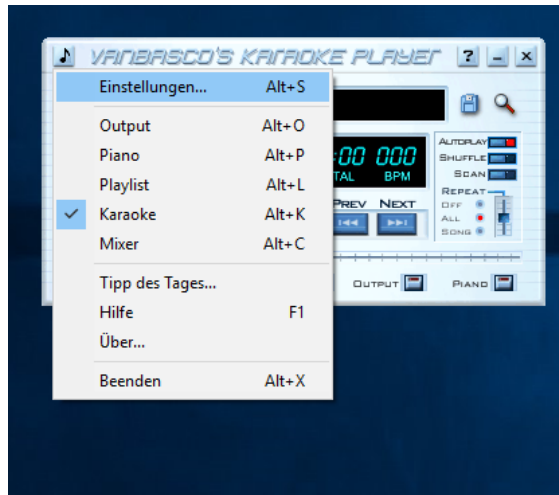 VANBASCO'S KARAOKE PLAYER ? - x
Einstellungen... Alt+S
Output Alt+O
Piano Alt+P
Playlist Alt+L
Karaoke Alt+K
Mixer Alt+C
Tipp des Tages...
Hilfe F1
Über...
Beenden Alt+X
:00 000
TAL BPM
PREV NEXT
AUTOPLAY
SHUFFLE
SCAN
REPEAT
OFF
ALL
SONG
OUTPUT PIANO